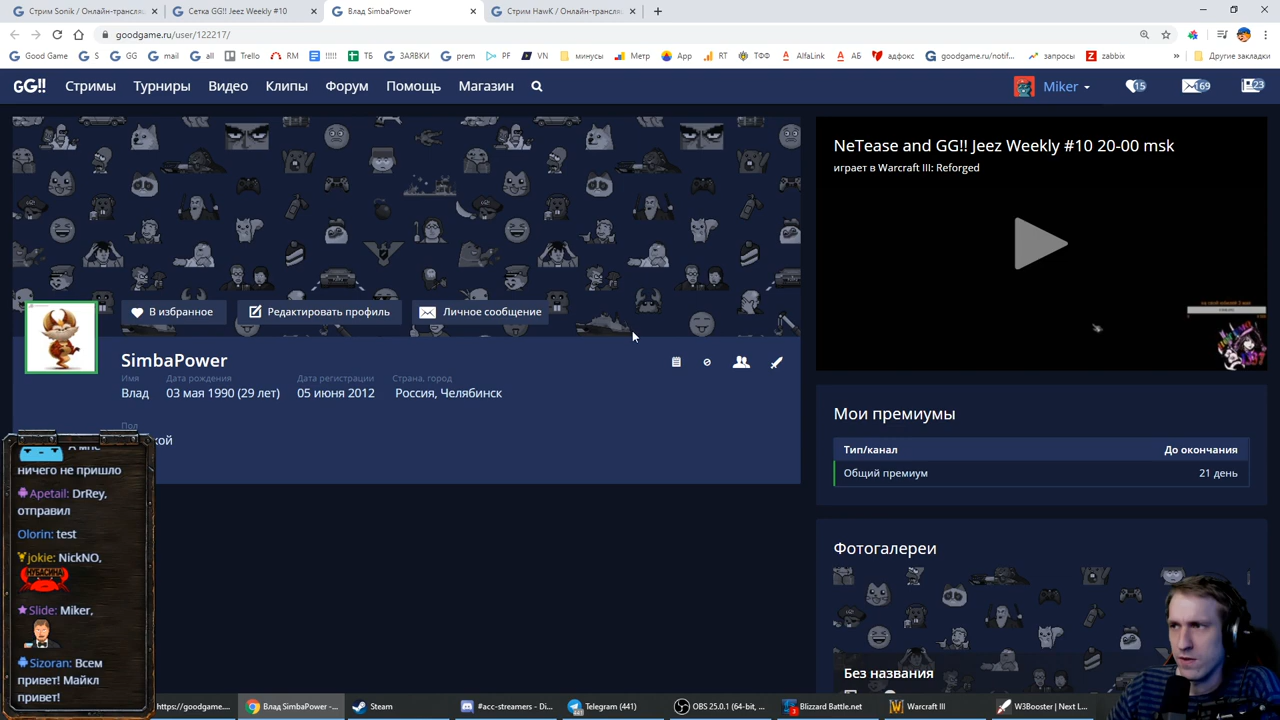 Стрим Sonik / Онлайн-трансля
Сетка GG!! Jeez Weekly #10
Влад SimbaPower
Стрим HawK / Онлайн-трансля
goodgame.ru/user/122217/
Good Game
S
GG
mail
all
Trello
RM
!!!!!
ТБ
ЗАЯВКИ
prem
PF
VN
минусы
Метр
App
RT
ТФФ
AlfaLink
АБ
адфокс
goodgame.ru/notif...
запросы
zabbix
»
Другие закладки
GG!!
Стримы
Турниры
Видео
Клипы
Форум
Помощь
Магазин
Miker
15
169
23
NeTease and GG!! Jeez Weekly #10 20-00 msk
играет в Warcraft III: Reforged
В избранное
Редактировать профиль
Личное сообщение
SimbaPower
Имя
Дата рождения
Дата регистрации
Страна, город
Влад
03 мая 1990 (29 лет)
05 июня 2012
Россия, Челябинск
Пол
кой
Мои премиумы
Тип/канал
До окончания
Общий премиум
21 день
Фотогалереи
Без названия
А мне
ничего не пришло
Apetail: DrRey,
отправил
Olorin: test
jokie: NickNO,
Slide: Miker,
Sizoran: Всем
привет! Майкл
привет!
https://goodgame....
Влад SimbaPower -...
Steam
#acc-streamers - Di...
Telegram (441)
OBS 25.0.1 (64-bit, ...
Blizzard Battle.net
Warcraft III
W3Booster | Next L...